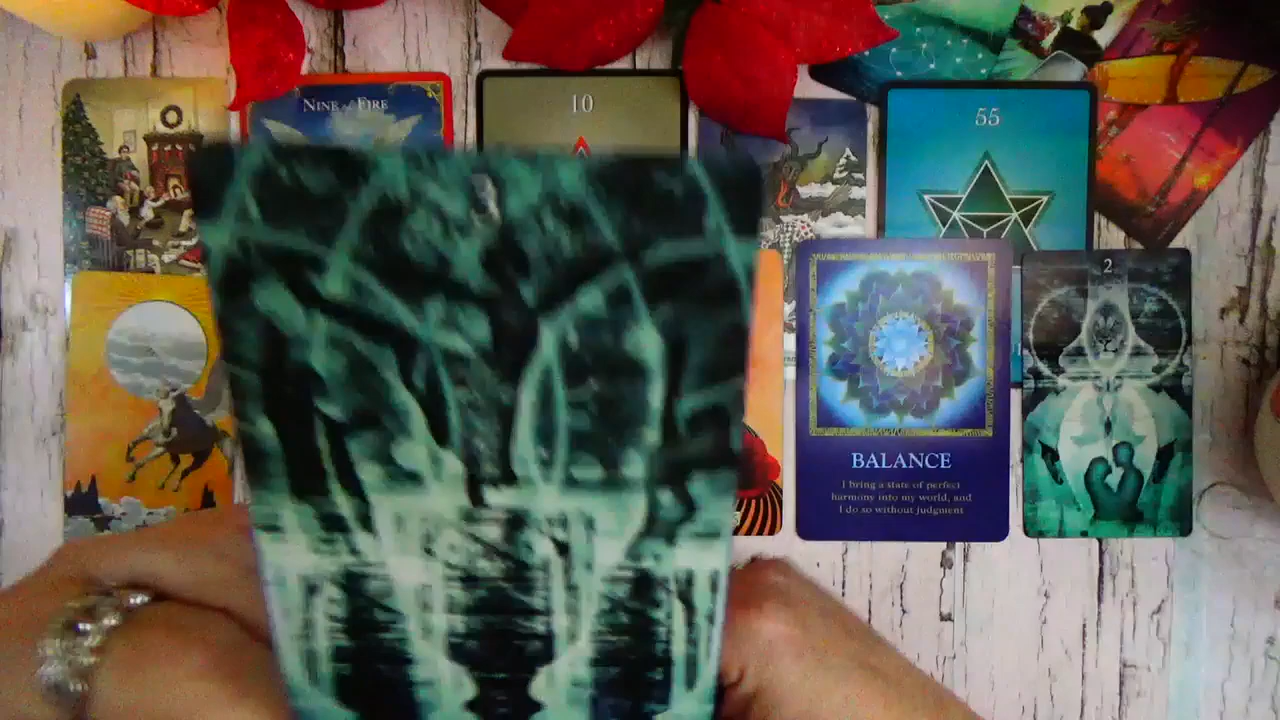 NINE of FIRE
10
55
2
BALANCE
I bring a state of perfect
harmony into my world, and
I do so without judgment